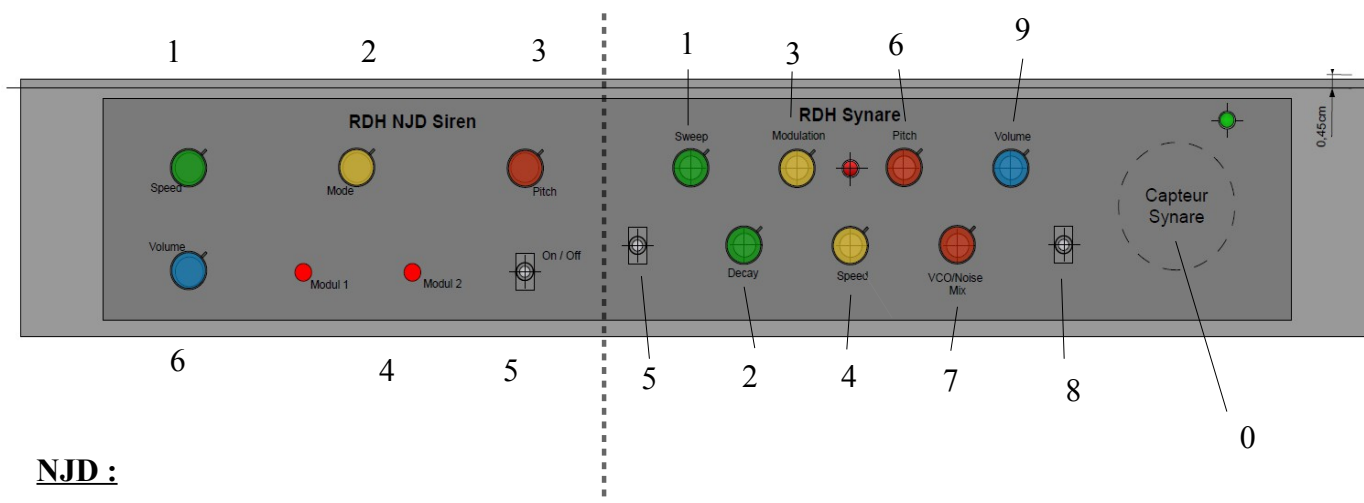 1 2 3 1 3 6 9
RDH NJD Siren
RDH Synare
Sweep Modulation Pitch Volume
0,45cm
Speed Mode Pitch
Capteur
Synare
Volume
On / Off
Modul 1 Modul 2
Decay Speed VCO/Noise
Mix
6 4 5 5 2 4 7 8
0
NJD :